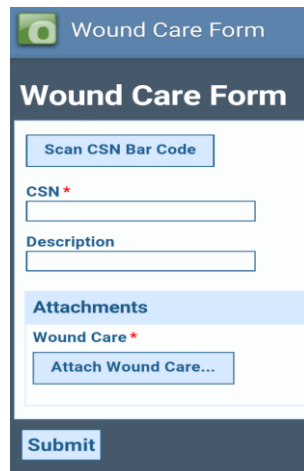 Wound Care Form
Wound Care Form
Scan CSN Bar Code
CSN *
Description
Attachments
Wound Care *
Attach Wound Care...
Submit